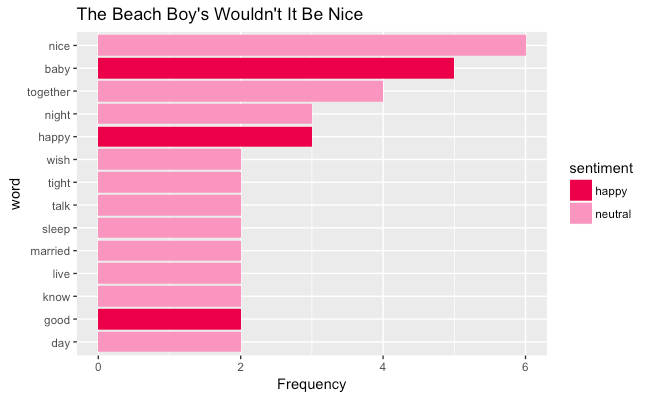 The Beach Boy's Wouldn't It Be Nice
nice
baby
together
night
happy
wish
tight
talk
sleep
married
live
know
good
day
word
0 2 4 6
Frequency
sentiment
happy
neutral